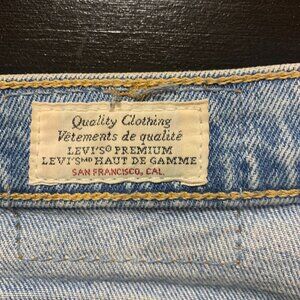 Quality Clothing
Vêtements de qualité
LEVI'S® PREMIUM
LEVI'S MD HAUT DE GAMME
SAN FRANCISCO, CAL.